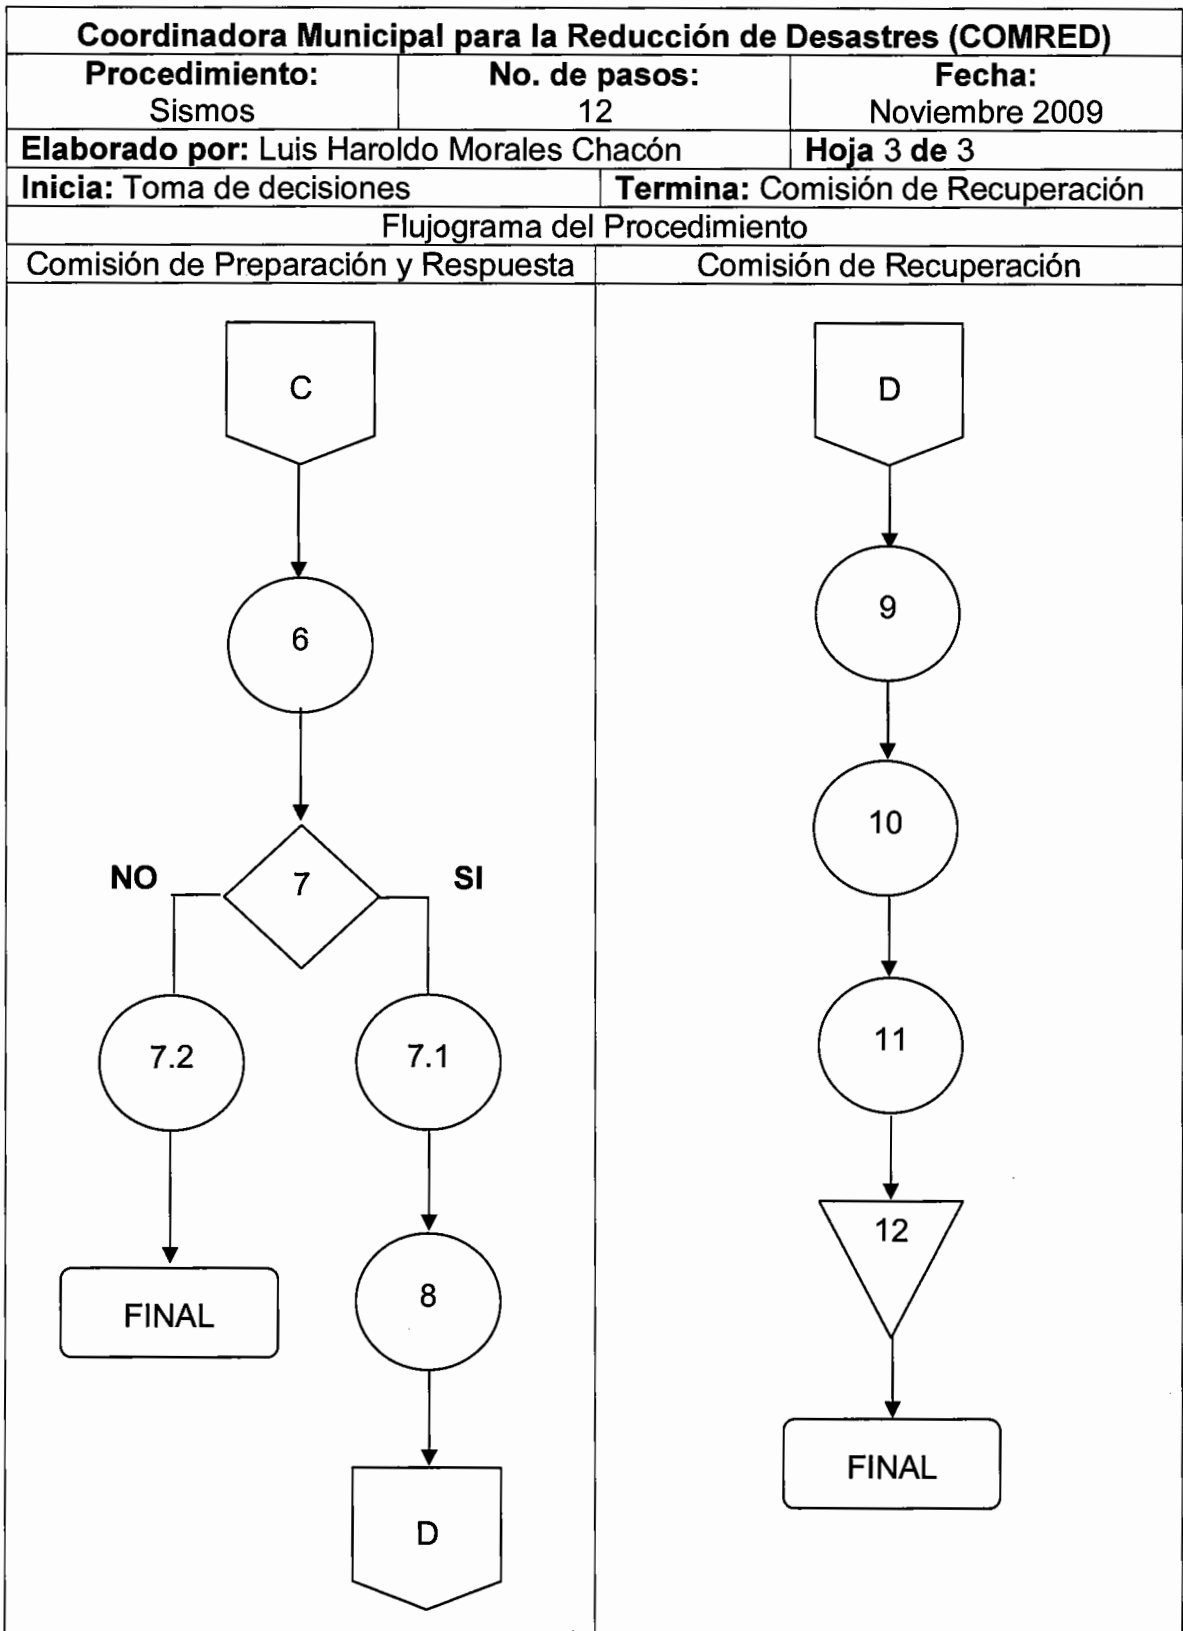 Coordinadora Municipal para la Reducción de Desastres (COMRED)
Procedimiento:
Sismos
No. de pasos:
12
Fecha:
Noviembre 2009
Elaborado por: Luis Haroldo Morales Chacón
Hoja 3 de 3
Inicia: Toma de decisiones
Termina: Comisión de Recuperación
Flujograma del Procedimiento
Comisión de Preparación y Respuesta
Comisión de Recuperación
C
6
7
NO
SI
7.2
7.1
FINAL
8
D
D
9
10
11
12
FINAL